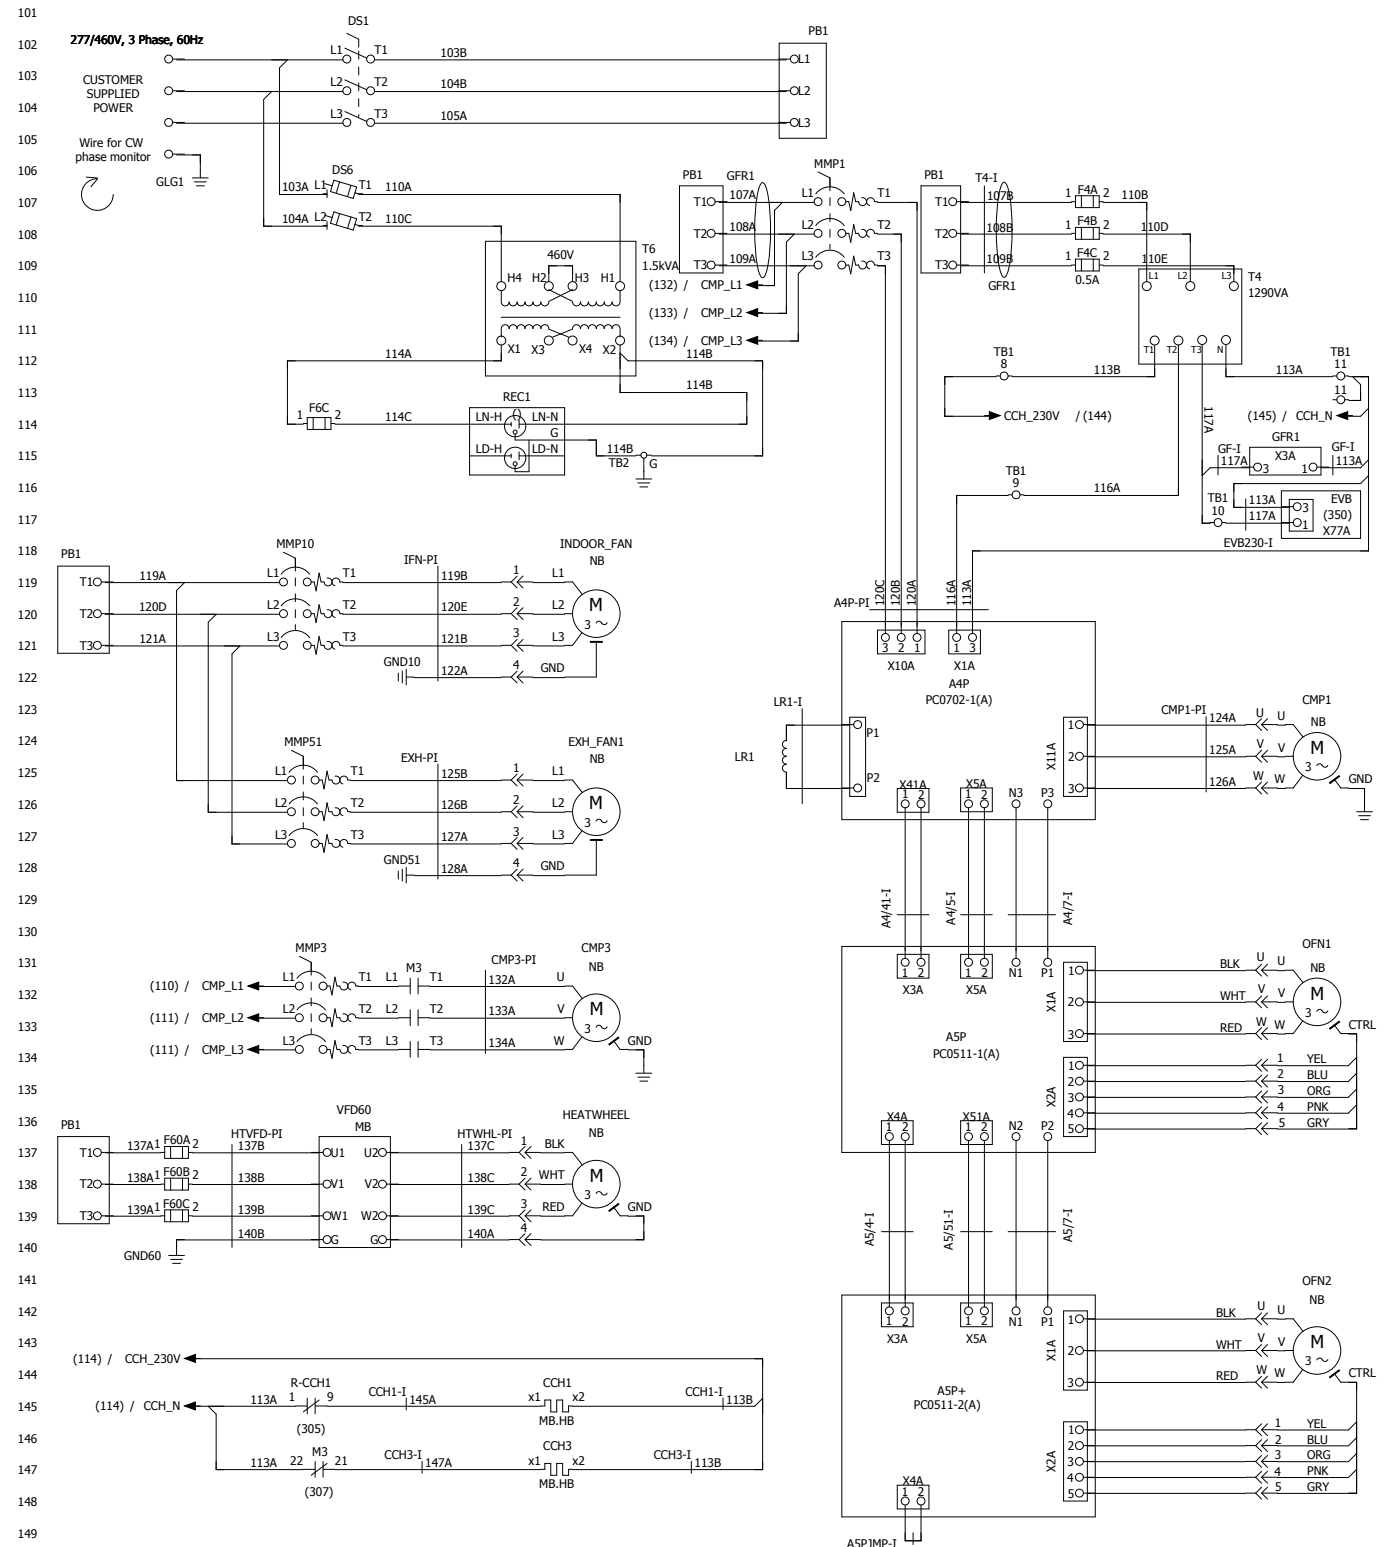 101
DS1
PB1
102
277/460V, 3 Phase, 60Hz
L1
T1
103B
L1
103
CUSTOMER
SUPPLIED
POWER
L2
T2
104B
L2
104
L3
T3
105A
L3
105
Wire for CW
phase monitor
GLG1
106
DS6
103A
L1
T1
110A
107
104A
L2
T2
110C
108
T6
1.5kVA
460V
H4
H2
H3
H1
X1
X3
X4
X2
PB1
GFR1
MMP1
PB1
T4-I
T1
107A
L1
T1
T1
107B
1
F4A
2
110B
T2
108A
L2
T2
T2
108B
1
F4B
2
110D
T3
109A
L3
T3
T3
109B
1
F4C
2
110E
GFR1
0.5A
109
L1
L2
L3
T4
1290VA
T1
T2
T3
N
(132) / CMP_L1
110
(133) / CMP_L2
111
(134) / CMP_L3
112
114A
114B
TB1
8
113B
113A
TB1
11
11
113
114B
F6C
1
2
114C
REC1
LN-H
LN-N
G
LD-H
LD-N
CCH_230V / (144)
117A
(145) / CCH_N
114
115
114B
TB2
G
GFR1
GF-I
117A
3
X3A
1
GF-I
113A
116
TB1
9
116A
TB1
10
113A
117A
3
1
EVB
(350)
X77A
117
EVB230-I
118
PB1
MMP10
IFN-PI
INDOOR_FAN
NB
119
T1
119A
L1
T1
119B
1
L1
120
T2
120D
L2
T2
120E
2
L2
M
3 ~
121
T3
121A
L3
T3
121B
3
L3
122
GND10
122A
4
GND
A4P-PI
120C
120B
120A
116A
113A
3
2
1
1
3
X10A
X1A
A4P
PC0702-1(A)
123
LR1-I
LR1
P1
P2
CMP1-PI
CMP1
NB
1
124A
U
U
2
125A
V
V
M
3 ~
3
126A
W
W
GND
X11A
124
MMP51
EXH-PI
EXH_FAN1
NB
125
L1
T1
125B
1
L1
126
L2
T2
126B
2
L2
M
3 ~
127
L3
T3
127A
3
L3
128
GND51
128A
4
GND
X41A
1
2
X5A
1
2
N3
P3
129
A4/41-I
A4/5-I
A4/7-I
130
131
MMP3
M3
CMP3-PI
CMP3
NB
(110) / CMP_L1
L1
T1
L1
T1
132A
U
132
(111) / CMP_L2
L2
T2
L2
T2
133A
V
M
3 ~
133
(111) / CMP_L3
L3
T3
L3
T3
134A
W
GND
134
1
2
X3A
1
2
X5A
N1
P1
A5P
PC0511-1(A)
OFN1
NB
1
BLK
U
U
2
WHT
V
V
M
3 ~
3
RED
W
W
CTRL
X1A
1
1
YEL
2
2
BLU
3
3
ORG
4
4
PNK
5
5
GRY
X2A
135
136
PB1
VFD60
MB
HEATWHEEL
NB
X4A
1
2
X51A
1
2
N2
P2
137
T1
137A
1
F60A
2
HTVFD-PI
137B
U1
U2
HTWHL-PI
137C
1
BLK
138
T2
138A
1
F60B
2
138B
V1
V2
138C
2
WHT
M
3 ~
139
T3
139A
1
F60C
2
139B
W1
W2
139C
3
RED
GND
140
GND60
140B
G
G
140A
4
A5/4-I
A5/51-I
A5/7-I
141
142
1
2
X3A
1
2
X5A
N1
P1
A5P+
PC0511-2(A)
OFN2
NB
1
BLK
U
U
2
WHT
V
V
M
3 ~
3
RED
W
W
CTRL
X1A
1
1
YEL
2
2
BLU
3
3
ORG
4
4
PNK
5
5
GRY
X2A
143
(114) / CCH_230V
144
R-CCH1
CCH1
145
(114) / CCH_N
113A
1
9
CCH1-I
145A
x1
x2
MB.HB
CCH1-I
113B
(305)
146
M3
CCH3
147
113A
22
21
CCH3-I
147A
x1
x2
MB.HB
CCH3-I
113B
(307)
148
X4A
1
2
149
A5PJMP-I